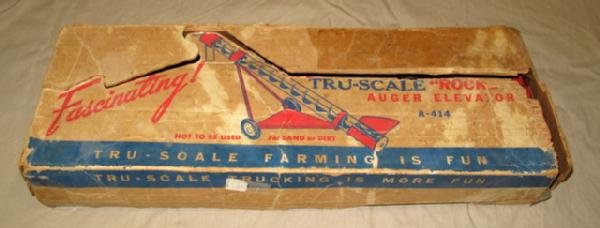 Fascinating!
TRU-SCALE "ROCK
AUGER ELEVATOR
A-414
NOT TO BE USED for SAND or DIRT
TRU-SCALE FARMING IS FUN
TRU-SCALE TRUCKING IS MORE FUN